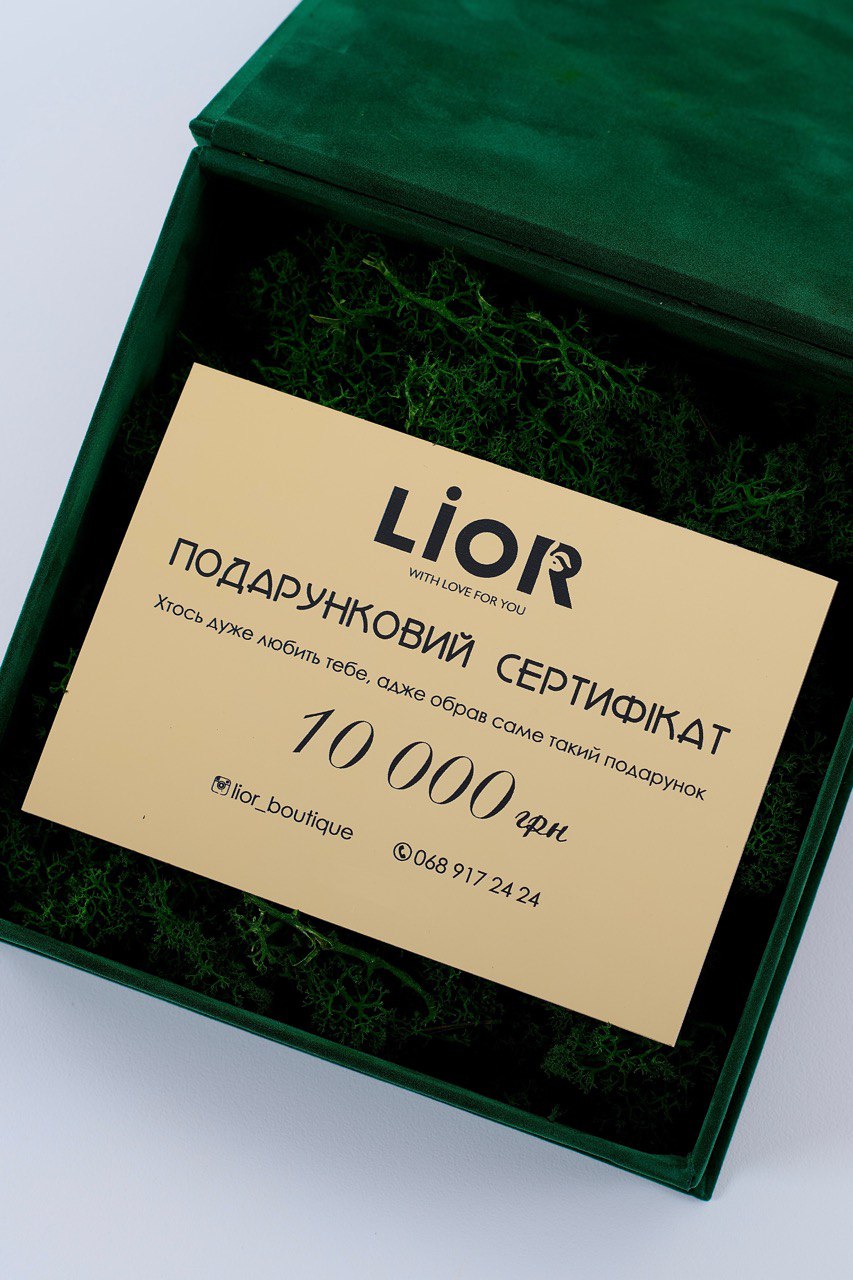 LiOR
WITH LOVE FOR YOU
ПОДАРУНКОВИЙ СЕРТИФІКАТ
Хтось дуже любить тебе, адже обрав саме такий подарунок
10 000 грн
lior_boutique
068 917 24 24